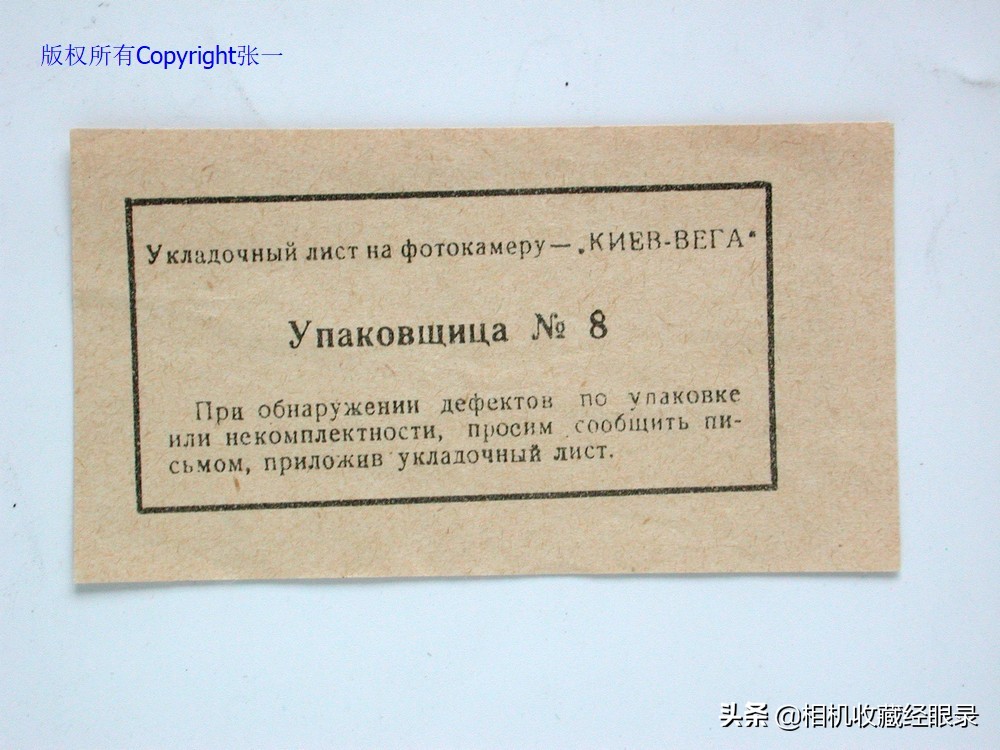 版权所有Copyright张一
Укладочный лист на фотокамеру — „КИЕВ-ВЕГА“
Упаковщица № 8
При обнаружении дефектов по упаковке
или некомплектности, просим сообщить пи-
сьмом, приложив укладочный лист.
头条 @相机收藏经眼录